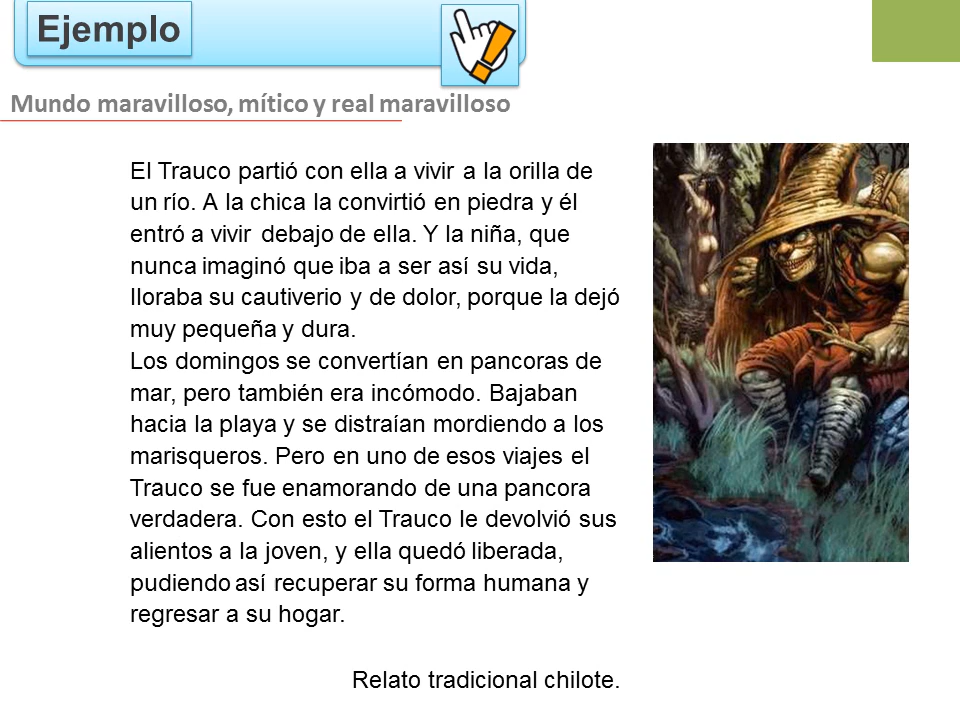 Ejemplo
Mundo maravilloso, mítico y real maravilloso
El Trauco partió con ella a vivir a la orilla de
un río. A la chica la convirtió en piedra y él
entró a vivir debajo de ella. Y la niña, que
nunca imaginó que iba a ser así su vida,
lloraba su cautiverio y de dolor, porque la dejó
muy pequeña y dura.
Los domingos se convertían en pancoras de
mar, pero también era incómodo. Bajaban
hacia la playa y se distraían mordiendo a los
marisqueros. Pero en uno de esos viajes el
Trauco se fue enamorando de una pancora
verdadera. Con esto el Trauco le devolvió sus
alientos a la joven, y ella quedó liberada,
pudiendo así recuperar su forma humana y
regresar a su hogar.
Relato tradicional chilote.